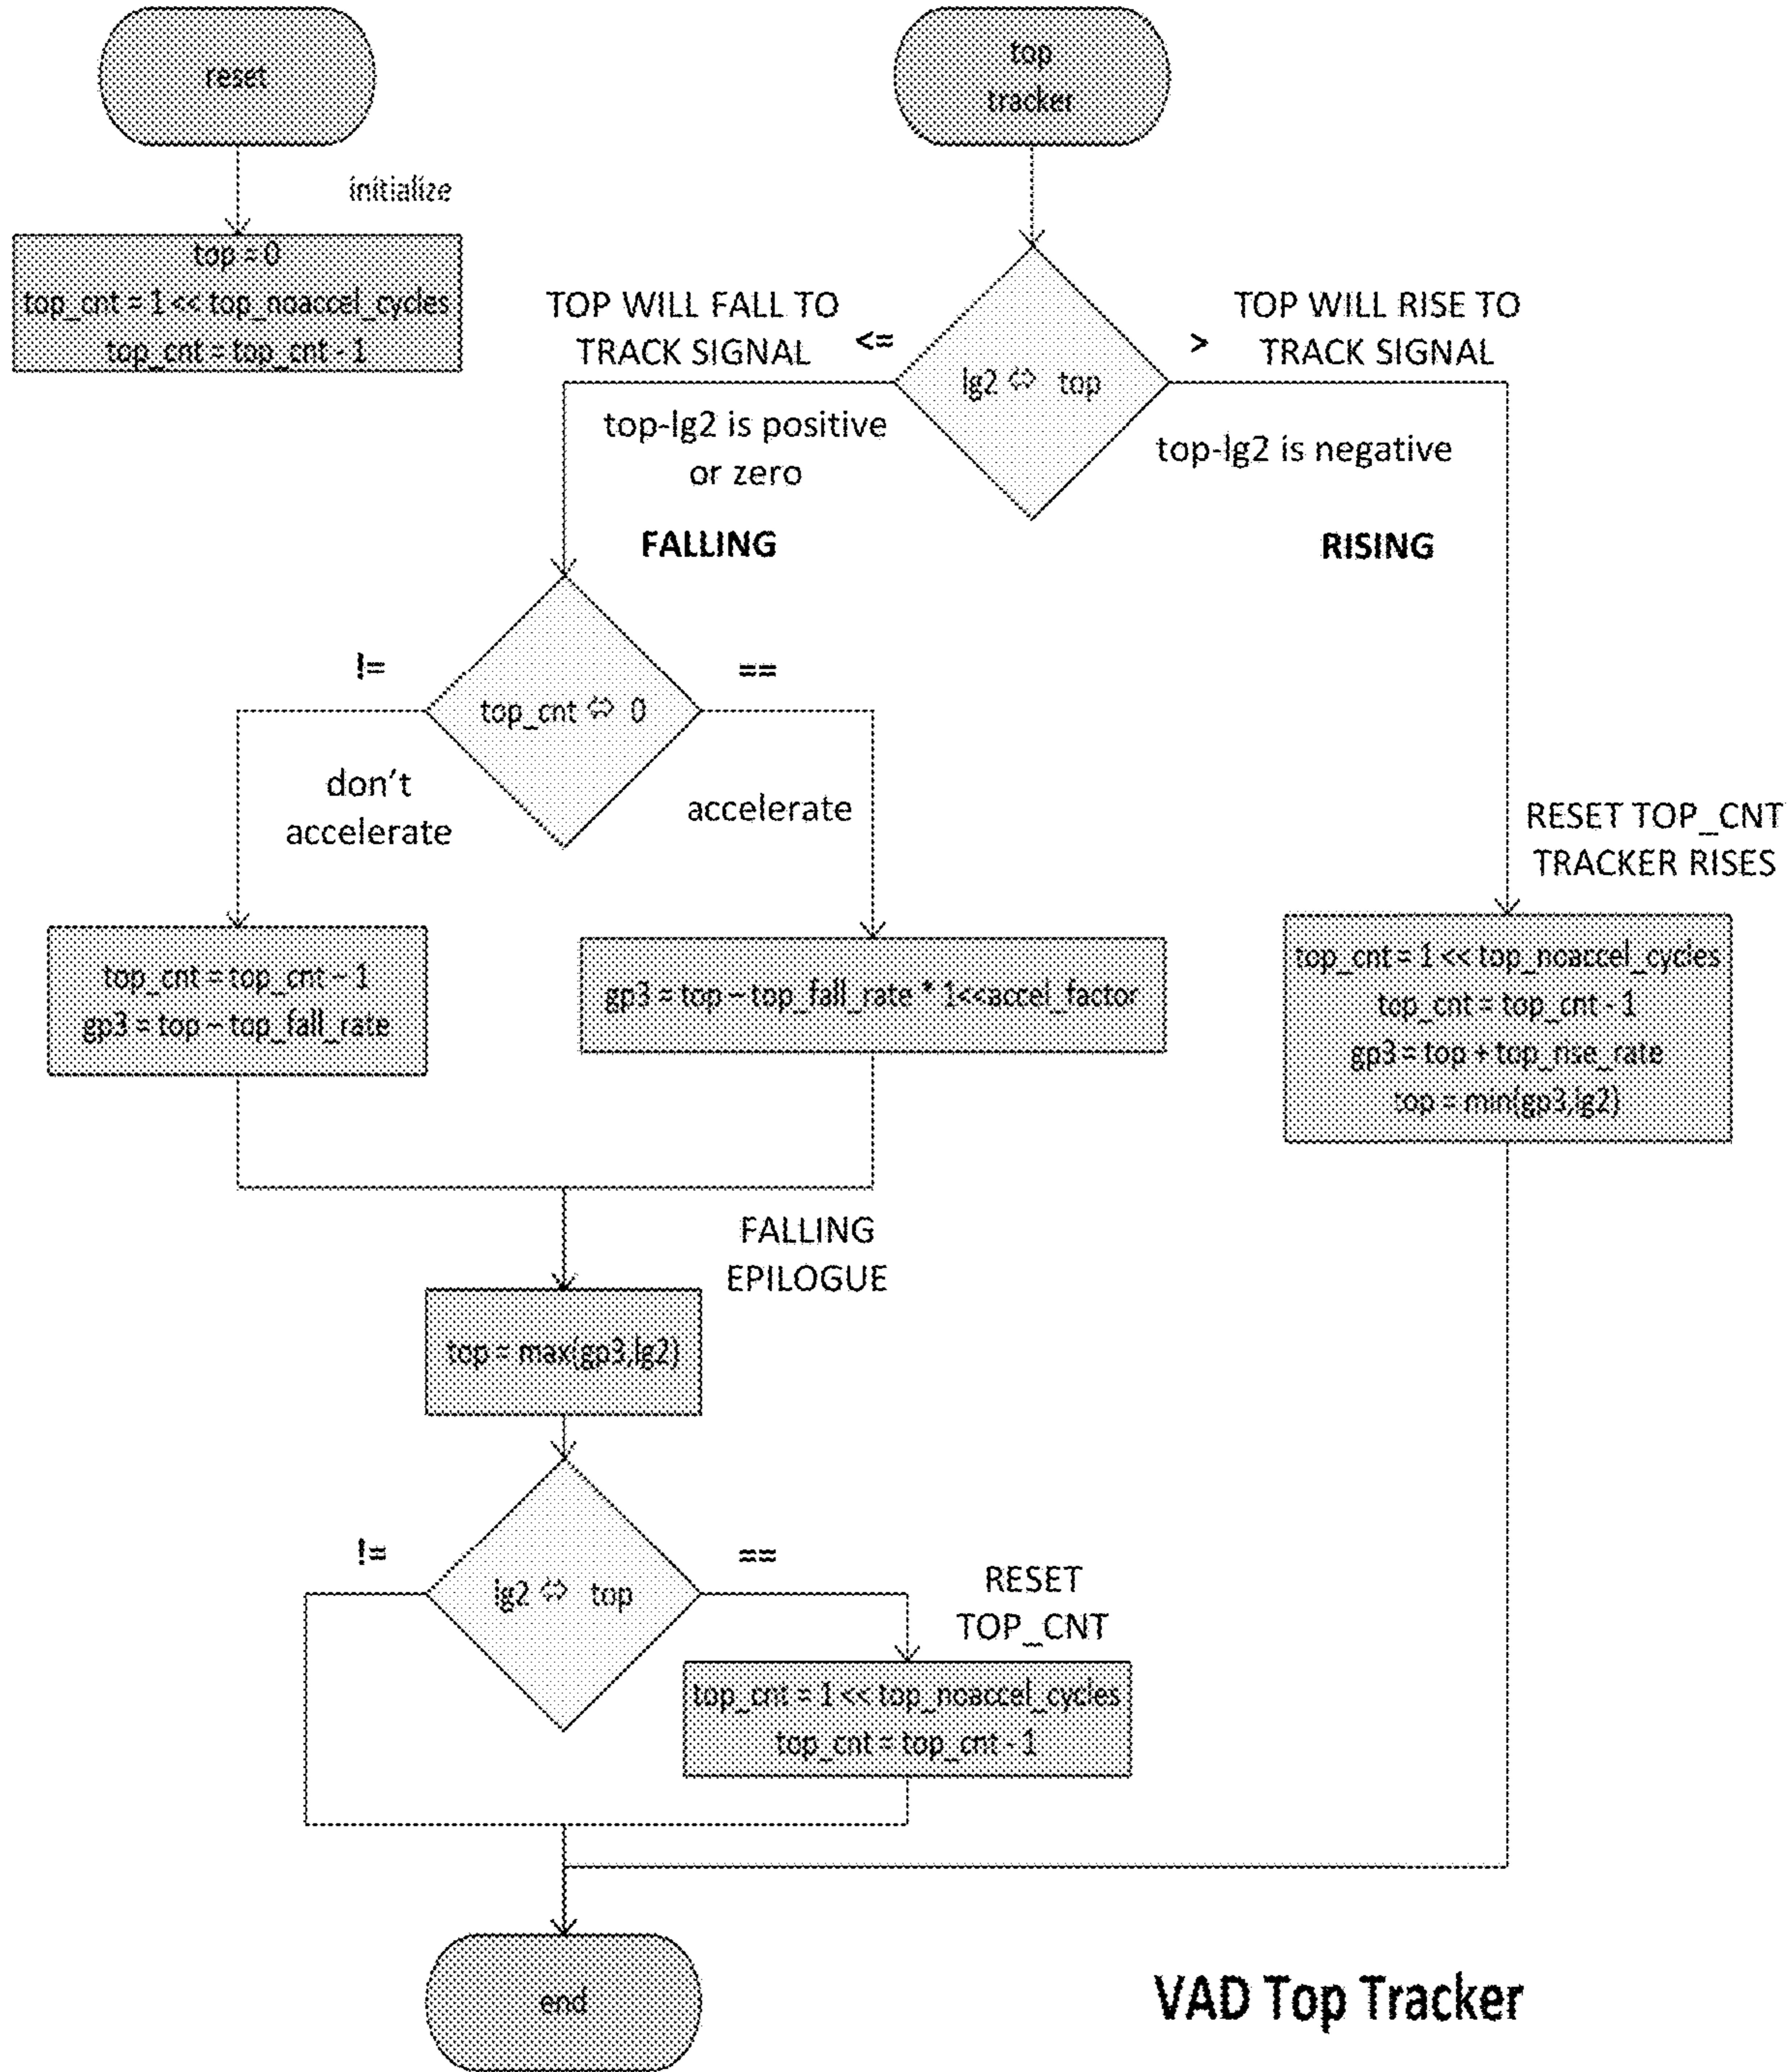 reset
initialize
top = 0
top_cnt = 1 << top_noaccel_cycles
top_cnt = top_cnt - 1
top
tracker
TOP WILL FALL TO
TRACK SIGNAL
<=
>
TOP WILL RISE TO
TRACK SIGNAL
lg2 ⇔ top
top-lg2 is positive
or zero
top-lg2 is negative
FALLING
RISING
!=
==
top_cnt ⇔ 0
don't
accelerate
accelerate
RESET TOP_CNT
TRACKER RISES
top_cnt = top_cnt – 1
gp3 = top – top_fall_rate
gp3 = top – top_fall_rate * 1<<accel_factor
top_cnt = 1 << top_noaccel_cycles
top_cnt = top_cnt - 1
gp3 = top + top_rise_rate
top = min(gp3,lg2)
FALLING
EPILOGUE
top = max(gp3,lg2)
!=
==
lg2 ⇔ top
RESET
TOP_CNT
top_cnt = 1 << top_noaccel_cycles
top_cnt = top_cnt - 1
end
VAD Top Tracker